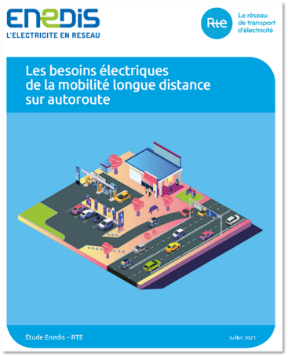 enedis
L'ELECTRICITE EN RESEAU
Rte
Le réseau
de transport
d'électricité
Les besoins électriques
de la mobilité longue distance
sur autoroute
Étude Enedis – RTE
Juillet 2021